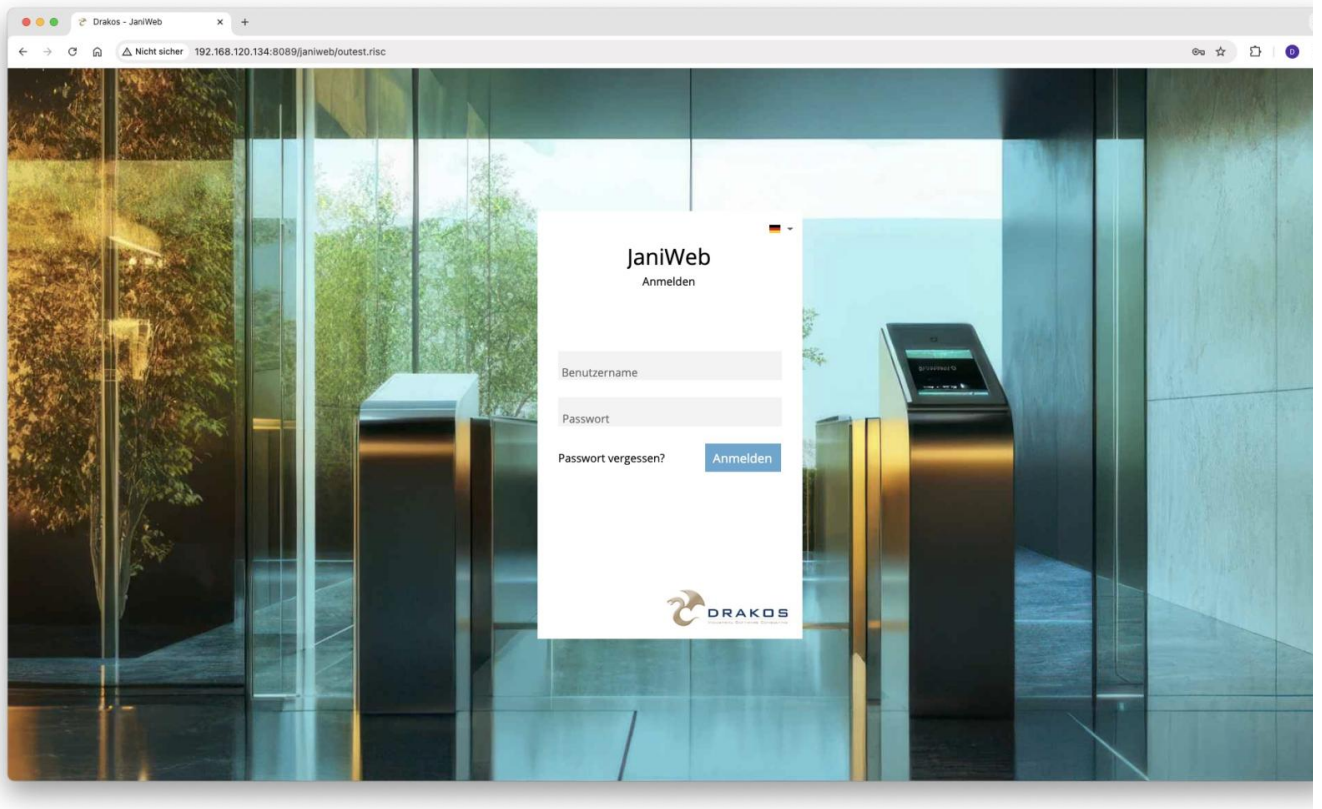 Drakos - JaniWeb
Nicht sicher 192.168.120.134:8089/janiweb/outest.risc
D
JaniWeb
Anmelden
Benutzername
Passwort
Passwort vergessen? Anmelden
DRAKOS